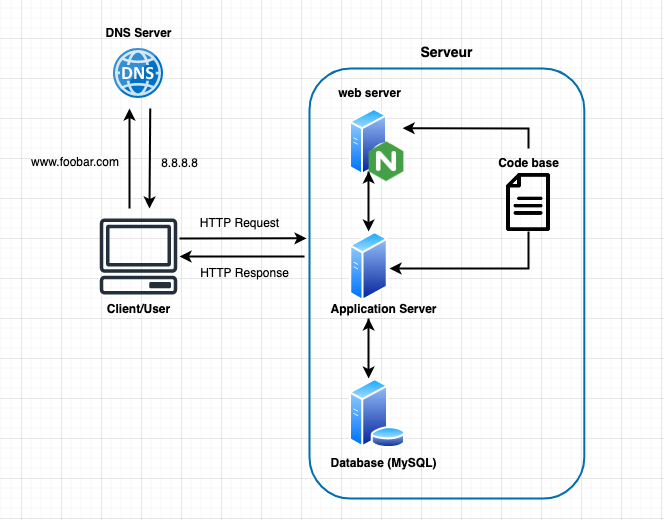 DNS Server
DNS
Serveur
web server
www.foobar.com
8.8.8.8
N
Code base
HTTP Request
HTTP Response
Client/User
Application Server
Database (MySQL)